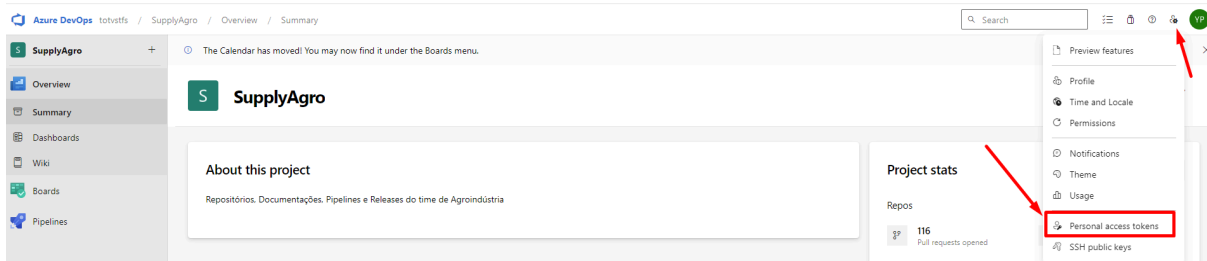 Azure DevOps totvstfs / SupplyAgro / Overview / Summary
Search
YP
S SupplyAgro +
The Calendar has moved! You may now find it under the Boards menu.
Overview
Summary
Dashboards
Wiki
Boards
Pipelines
S SupplyAgro
About this project
Repositórios, Documentações, Pipelines e Releases do time de Agroindústria
Project stats
Repos
116
Pull requests opened
Preview features
Profile
Time and Locale
Permissions
Notifications
Theme
Usage
Personal access tokens
SSH public keys